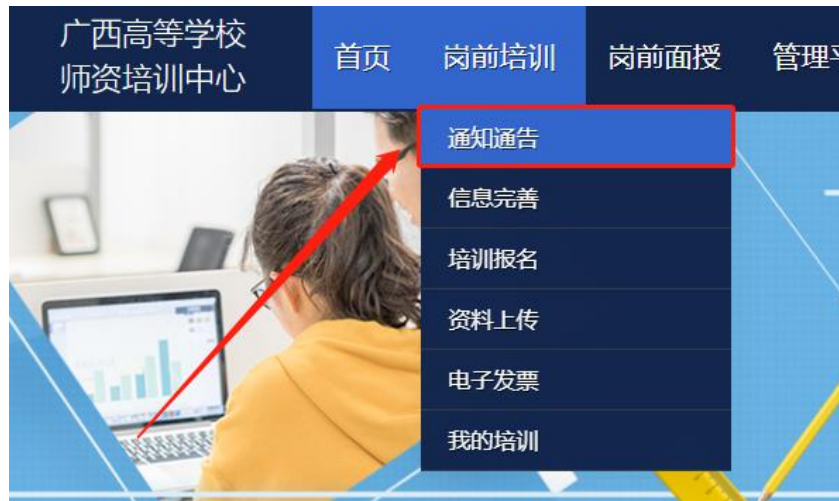 广西高等学校
师资培训中心
首页 岗前培训 岗前面授 管理平
通知通告
信息完善
培训报名
资料上传
电子发票
我的培训